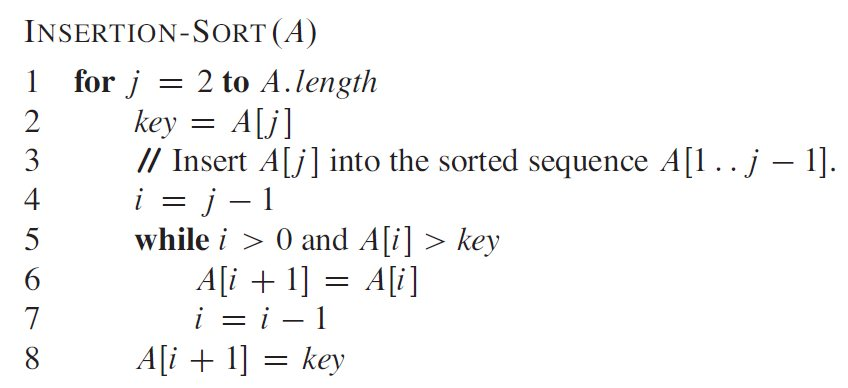 INSERTION-SORT(A)
1 for j = 2 to A.length
2 key = A[j]
3 // Insert A[j] into the sorted sequence A[1 . . j − 1].
4 i = j − 1
5 while i > 0 and A[i] > key
6 A[i + 1] = A[i]
7 i = i − 1
8 A[i + 1] = key